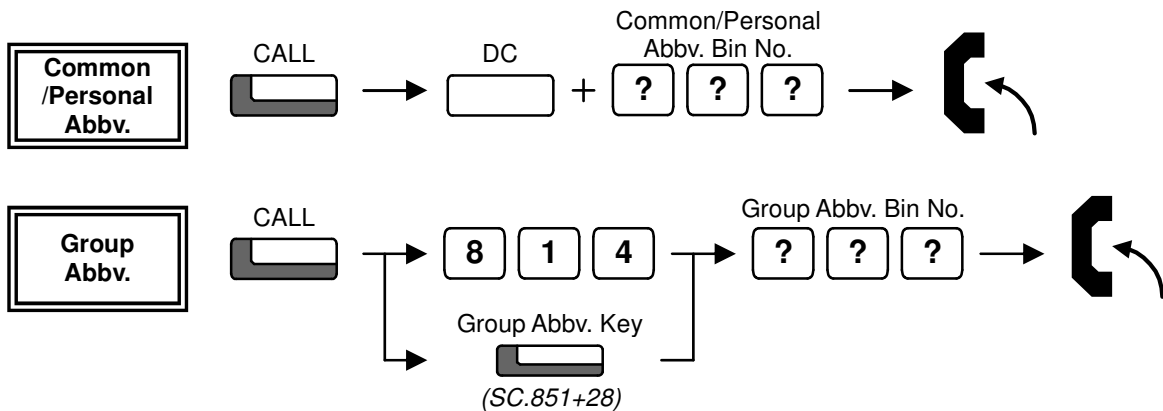 Common
/Personal
Abbv.
CALL
DC
+
Common/Personal
Abbv. Bin No.
? ? ?
Group
Abbv.
CALL
8 1 4
Group Abbv. Key
(SC.851+28)
Group Abbv. Bin No.
? ? ?